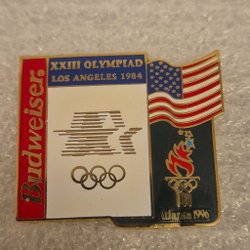 Budweiser
XXIII OLYMPIAD
LOS ANGELES 1984
Atlanta 1996